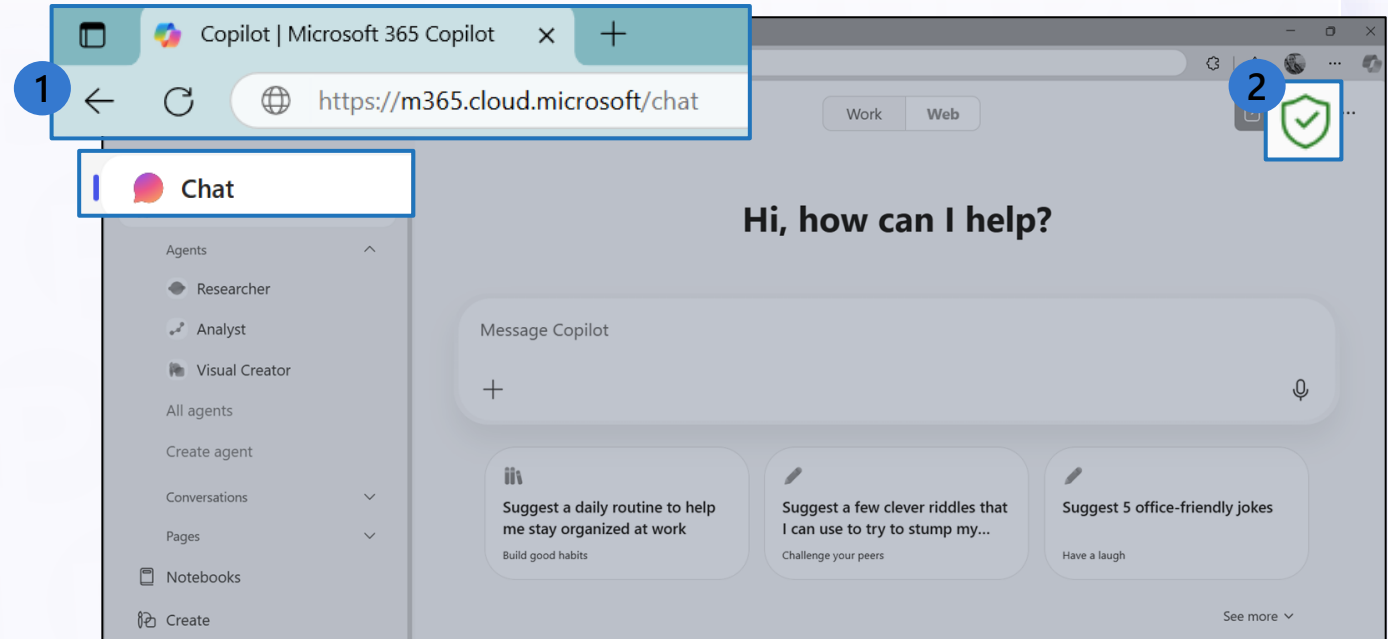 Copilot | Microsoft 365 Copilot
1
https://m365.cloud.microsoft/chat
2
Work
Web
Chat
Hi, how can I help?
Agents
Researcher
Analyst
Visual Creator
All agents
Create agent
Conversations
Pages
Notebooks
Create
Message Copilot
Suggest a daily routine to help
me stay organized at work
Build good habits
Suggest a few clever riddles that
I can use to try to stump my...
Challenge your peers
Suggest 5 office-friendly jokes
Have a laugh
See more